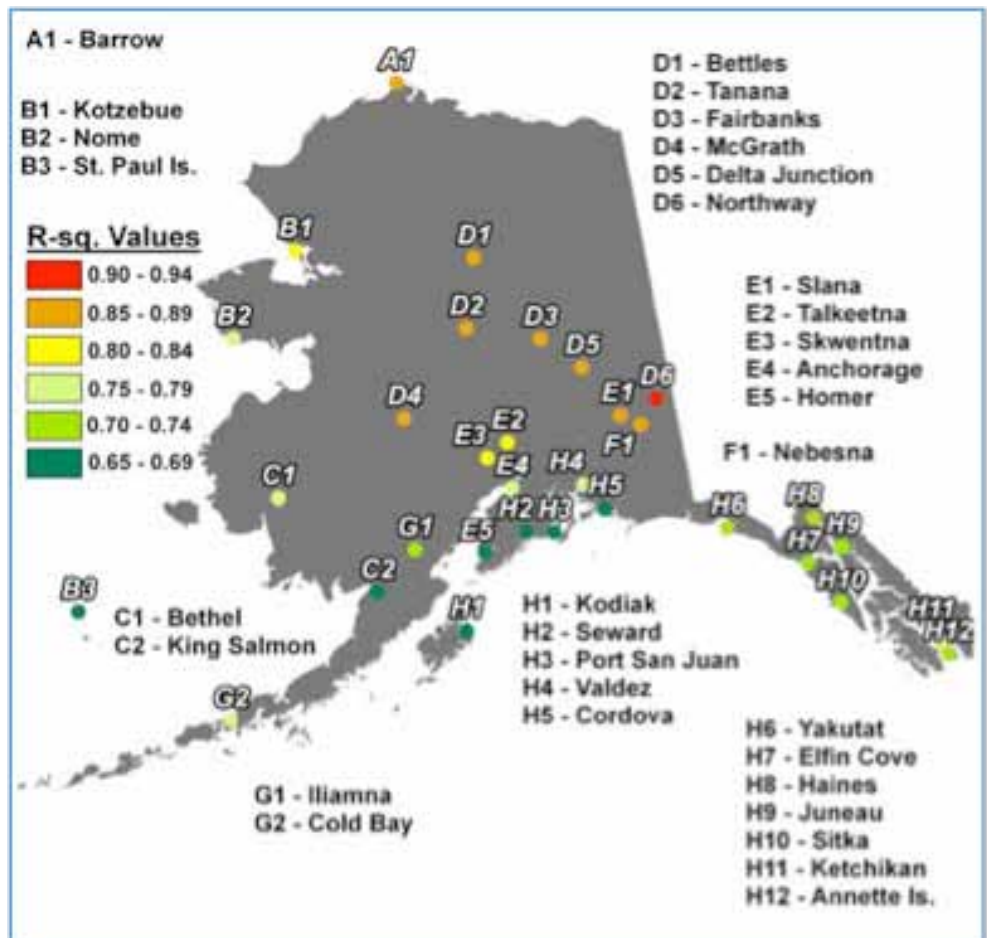 A1 - Barrow
B1 - Kotzebue
B2 - Nome
B3 - St. Paul Is.
R-sq. Values
0.90 - 0.94
0.85 - 0.89
0.80 - 0.84
0.75 - 0.79
0.70 - 0.74
0.65 - 0.69
D1 - Bettles
D2 - Tanana
D3 - Fairbanks
D4 - McGrath
D5 - Delta Junction
D6 - Northway
E1 - Slana
E2 - Talkeetna
E3 - Skwentna
E4 - Anchorage
E5 - Homer
F1 - Nebesna
A1
B1
D1
B2
D2
D3
D5
D6
E1
D4
F1
E2
E3
E4
H4
C1
H5
H2
H3
H6
H8
H9
G1
E5
H7
C2
H10
B3
H1
H11
H12
G2
C1 - Bethel
C2 - King Salmon
H1 - Kodiak
H2 - Seward
H3 - Port San Juan
H4 - Valdez
H5 - Cordova
G1 - Iliamna
G2 - Cold Bay
H6 - Yakutat
H7 - Elfin Cove
H8 - Haines
H9 - Juneau
H10 - Sitka
H11 - Ketchikan
H12 - Annette Is.